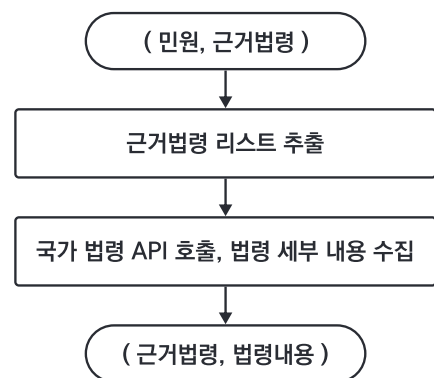 ( 민원, 근거법령 )
근거법령 리스트 추출
국가 법령 API 호출, 법령 세부 내용 수집
( 근거법령, 법령내용 )